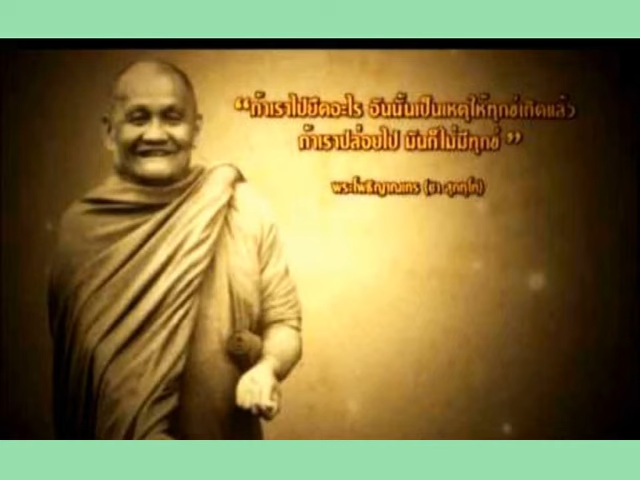 “ถ้าเราไปยึดอะไร อันนั้นเป็นเหตุให้ทุกข์เกิดแล้ว
ถ้าเราปล่อยไป มันก็ไม่มีทุกข์ ”
พระโพธิญาณเถร (ชา สุภทฺโท)